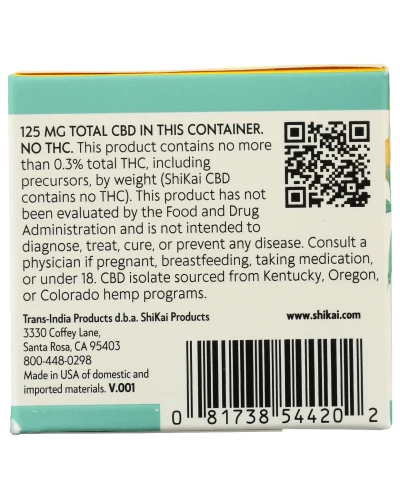 125 MG TOTAL CBD IN THIS CONTAINER.
NO THC. This product contains no more
than 0.3% total THC, including
precursors, by weight (ShiKai CBD
contains no THC). This product has not
been evaluated by the Food and Drug
Administration and is not intended to
diagnose, treat, cure, or prevent any disease. Consult a
physician if pregnant, breastfeeding, taking medication,
or under 18. CBD isolate sourced from Kentucky, Oregon,
or Colorado hemp programs.
Trans-India Products d.b.a. ShiKai Products
3330 Coffey Lane,
Santa Rosa, CA 95403
800-448-0298
Made in USA of domestic and
imported materials. V.001
www.shikai.com
0 81738 54420 2